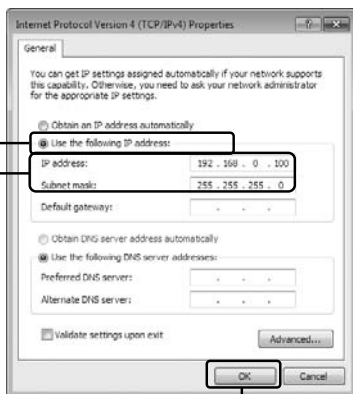 Internet Protocol Version 4 (TCP/IPv4) Properties
General
You can get IP settings assigned automatically if your network supports
this capability. Otherwise, you need to ask your network administrator
for the appropriate IP settings.
Obtain an IP address automatically
Use the following IP address:
IP address: 192 . 168 . 0 . 100
Subnet mask: 255 . 255 . 255 . 0
Default gateway: . . .
Obtain DNS server address automatically
Use the following DNS server addresses:
Preferred DNS server: . . .
Alternate DNS server: . . .
Validate settings upon exit
Advanced...
OK Cancel